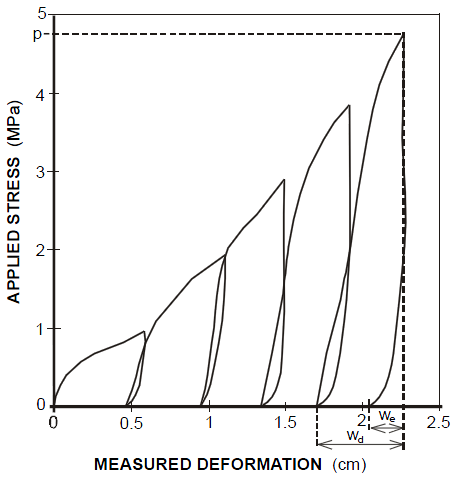 5
p
4
3
2
1
0
APPLIED STRESS (MPa)
0 0.5 1 1.5 2 2.5
We
Wd
MEASURED DEFORMATION (cm)